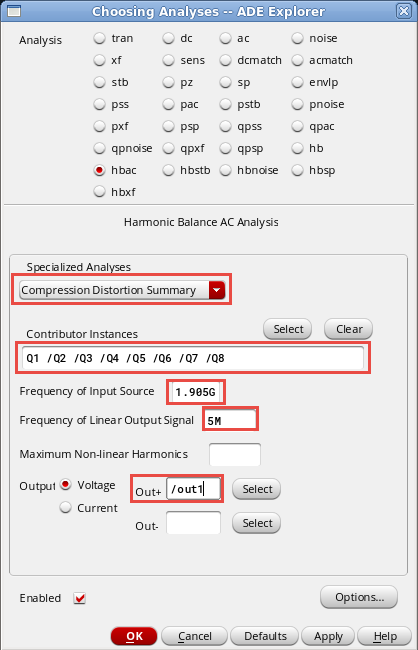 Choosing Analyses -- ADE Explorer
Analysis tran dc ac noise
xf sens dcmatch acmatch
stb pz sp envlp
pss pac pstb pnoise
pxf psp qpss qpac
qpnoise qpxf qpsp hb
hbac hbstb hbnoise hbsp
hbxf
Harmonic Balance AC Analysis
Specialized Analyses
Compression Distortion Summary
Contributor Instances Select Clear
Q1 /Q2 /Q3 /Q4 /Q5 /Q6 /Q7 /Q8
Frequency of Input Source 1.905G
Frequency of Linear Output Signal 5M
Maximum Non-linear Harmonics
Output Voltage Out+ /out1 Select
Current Out- Select
Enabled Options...
OK Cancel Defaults Apply Help